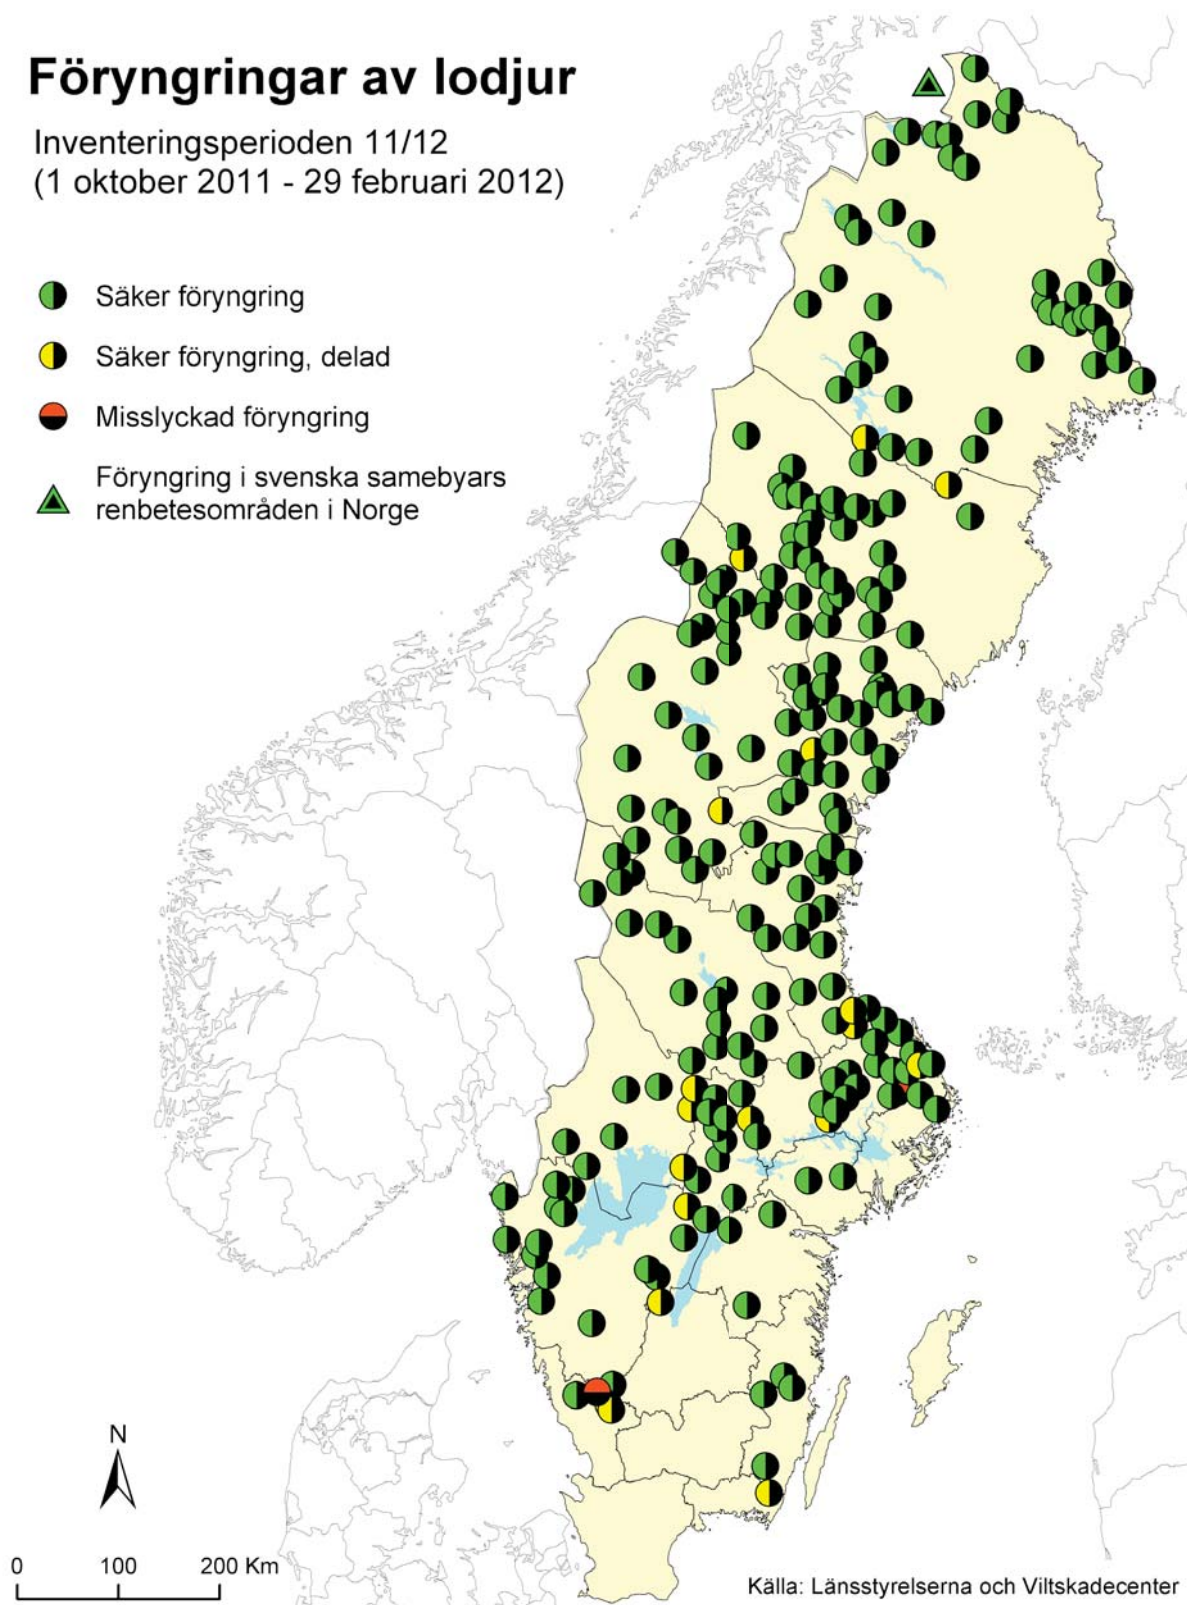 Föryngringar av lodjur
Inventeringsperioden 11/12
(1 oktober 2011 - 29 februari 2012)
Säker föryngring
Säker föryngring, delad
Misslyckad föryngring
Föryngring i svenska samebyars
renbetesområden i Norge
N
0 100 200 Km
Källa: Länsstyrelserna och Viltskadecenter